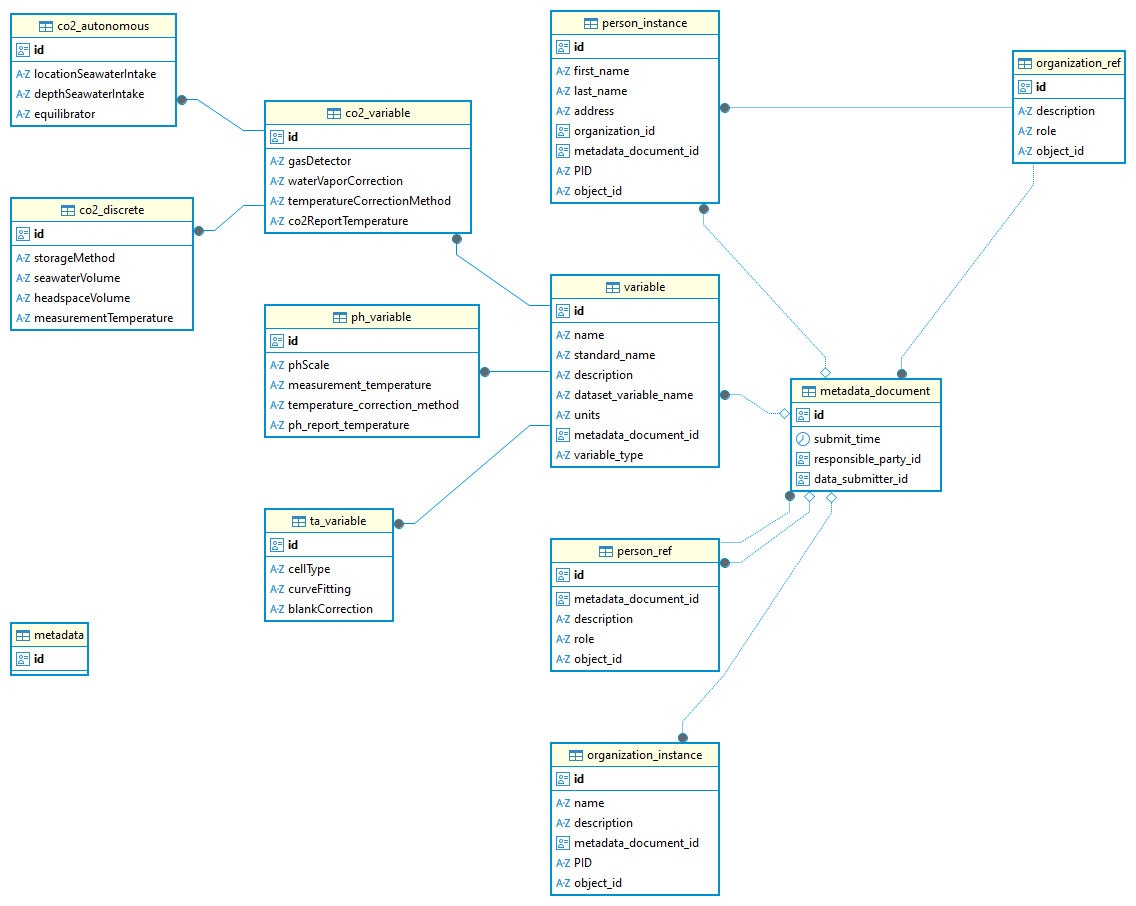 co2_autonomous
id
A-Z locationSeawaterIntake
A-Z depthSeawaterIntake
A-Z equilibrator
co2_discrete
id
A-Z storageMethod
A-Z seawaterVolume
A-Z headspaceVolume
A-Z measurementTemperature
metadata
id
co2_variable
id
A-Z gasDetector
A-Z waterVaporCorrection
A-Z temperatureCorrectionMethod
A-Z co2ReportTemperature
ph_variable
id
A-Z phScale
A-Z measurement_temperature
A-Z temperature_correction_method
A-Z ph_report_temperature
ta_variable
id
A-Z cellType
A-Z curveFitting
A-Z blankCorrection
person_instance
id
A-Z first_name
A-Z last_name
A-Z address
organization_id
metadata_document_id
A-Z PID
A-Z object_id
variable
id
A-Z name
A-Z standard_name
A-Z description
A-Z dataset_variable_name
A-Z units
metadata_document_id
A-Z variable_type
person_ref
id
metadata_document_id
A-Z description
A-Z role
A-Z object_id
organization_instance
id
A-Z name
A-Z description
metadata_document_id
A-Z PID
A-Z object_id
organization_ref
id
A-Z description
A-Z role
A-Z object_id
metadata_document
id
submit_time
responsible_party_id
data_submitter_id